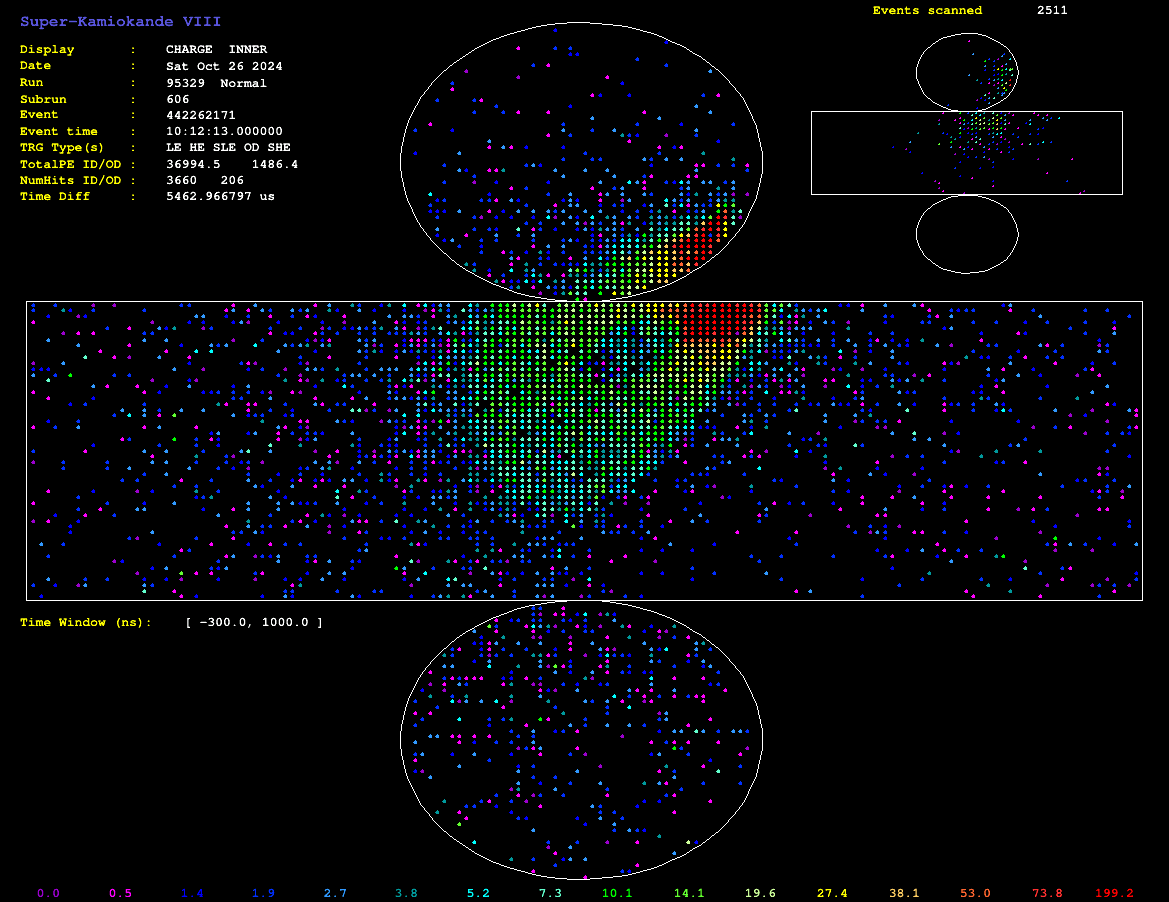 Super-Kamiokande VIII
Events scanned 2511
Display : CHARGE INNER
Date : Sat Oct 26 2024
Run : 95329 Normal
Subrun : 606
Event : 442262171
Event time : 10:12:13.000000
TRG Type(s) : LE HE SLE OD SHE
TotalPE ID/OD : 36994.5 1486.4
NumHits ID/OD : 3660 206
Time Diff : 5462.966797 us
Time Window (ns): [ -300.0, 1000.0 ]
0.0 0.5 1.4 1.9 2.7 3.8 5.2 7.3 10.1 14.1 19.6 27.4 38.1 53.0 73.8 199.2